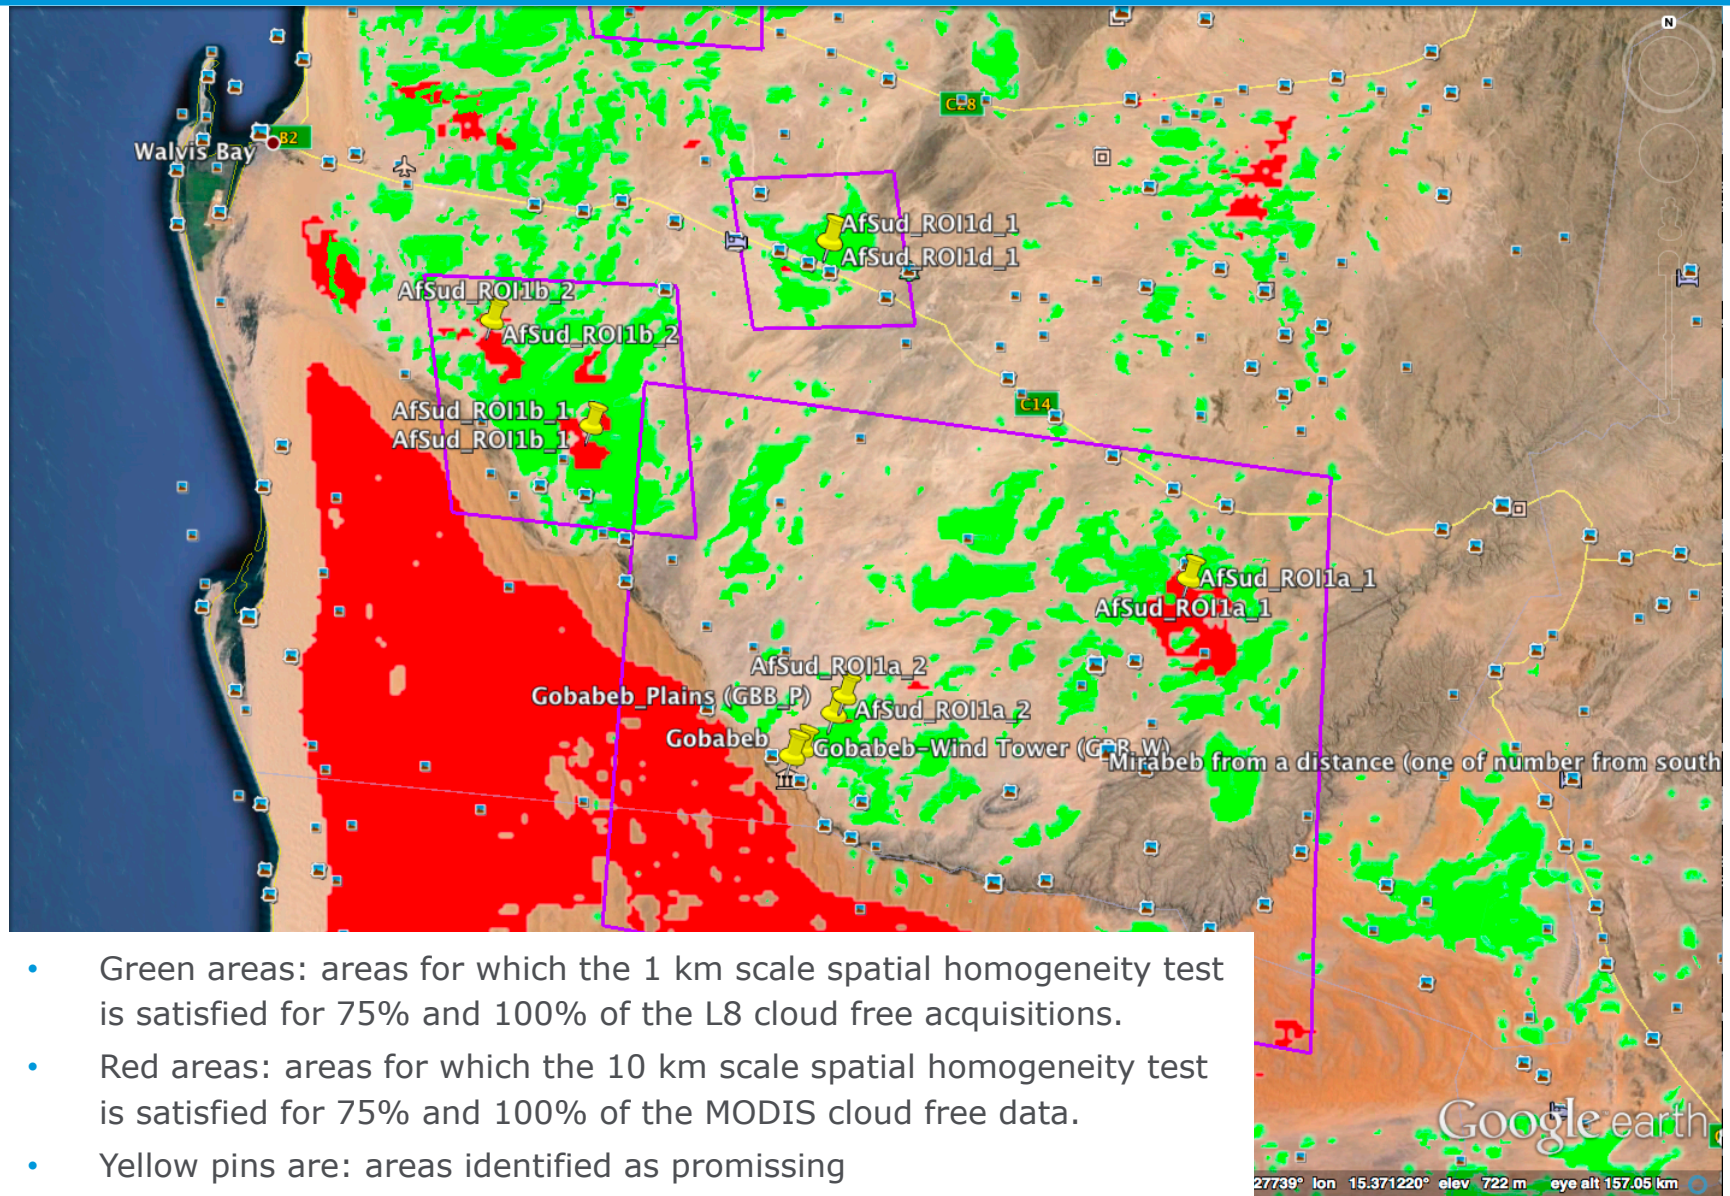 N
C28
B2
Walvis Bay
AfSud_ROI1d_1
AfSud_ROI1d_1
AfSud_ROI1b_2
AfSud_ROI1b_2
C14
AfSud_ROI1b_1
AfSud_ROI1b_1
AfSud_ROI1a_1
AfSud_ROI1a_1
AfSud_ROI1a_2
Gobabeb_Plains (GBB_P)
AfSud_ROI1a_2
Gobabeb
Gobabeb-Wind Tower (GBR_W)
Mirabeb from a distance (one of number from south
• Green areas: areas for which the 1 km scale spatial homogeneity test
is satisfied for 75% and 100% of the L8 cloud free acquisitions.
• Red areas: areas for which the 10 km scale spatial homogeneity test
is satisfied for 75% and 100% of the MODIS cloud free data.
• Yellow pins are: areas identified as promissing
Google earth
27739° lon 15.371220° elev 722 m eye alt 157.05 km